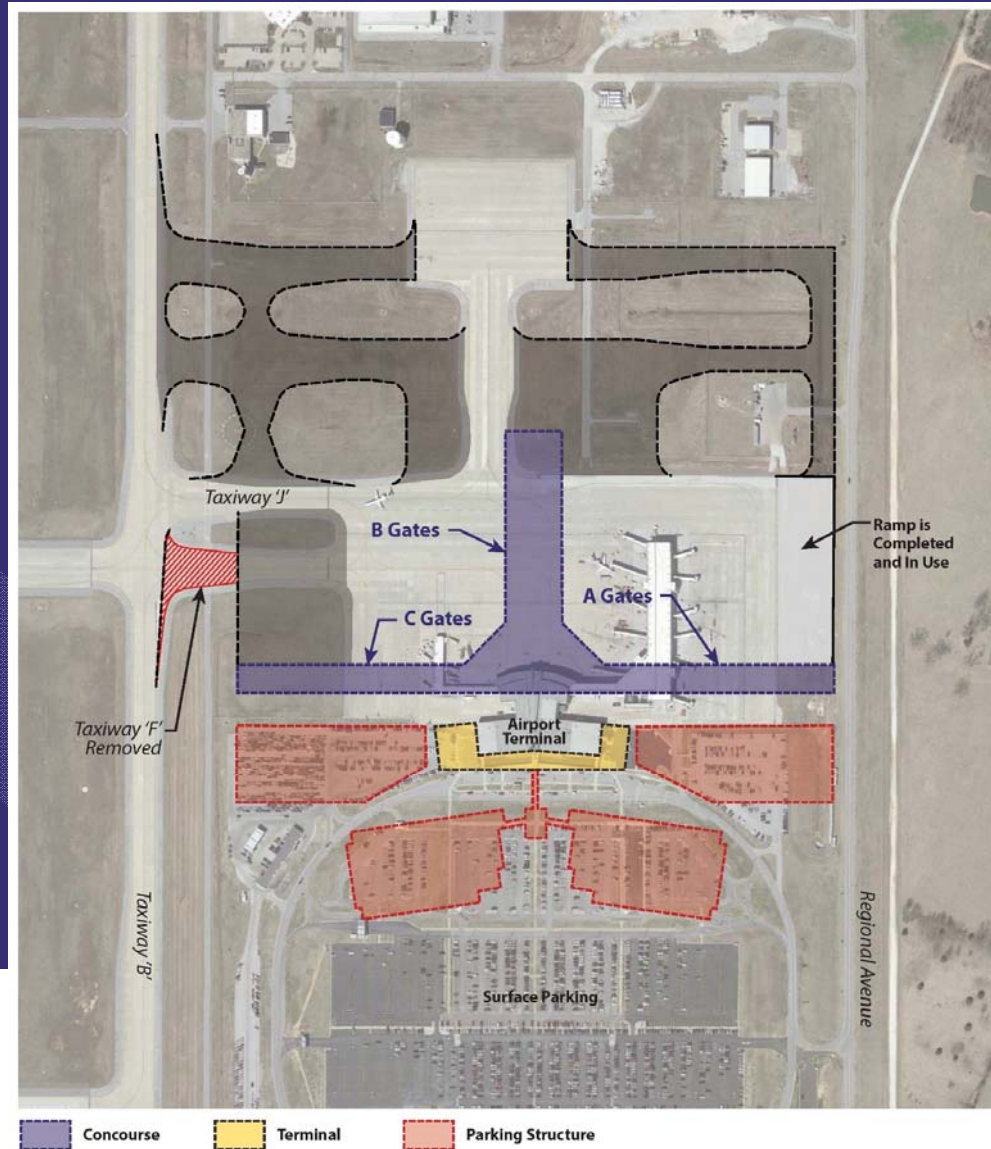 Taxiway 'J'
B Gates
A Gates
C Gates
Ramp is
Completed
and In Use
Taxiway 'F'
Removed
Airport
Terminal
Taxiway 'B'
Regional Avenue
Surface Parking
Concourse
Terminal
Parking Structure